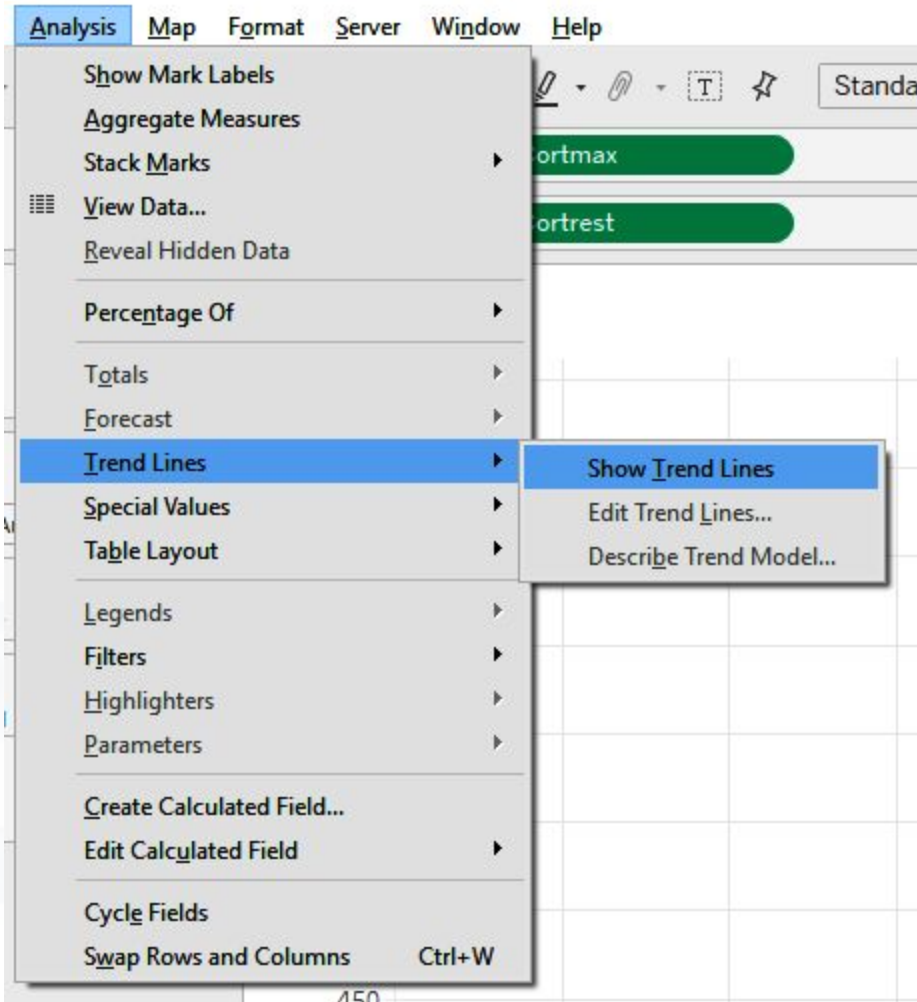 Analysis Map Format Server Window Help
Show Mark Labels
Aggregate Measures
Stack Marks
View Data...
Reveal Hidden Data
Percentage Of
Totals
Forecast
Trend Lines
Special Values
Table Layout
Legends
Filters
Highlighters
Parameters
Create Calculated Field...
Edit Calculated Field
Cycle Fields
Swap Rows and Columns Ctrl+W
Show Trend Lines
Edit Trend Lines...
Describe Trend Model...
T
Standa
ortmax
ortrest
450